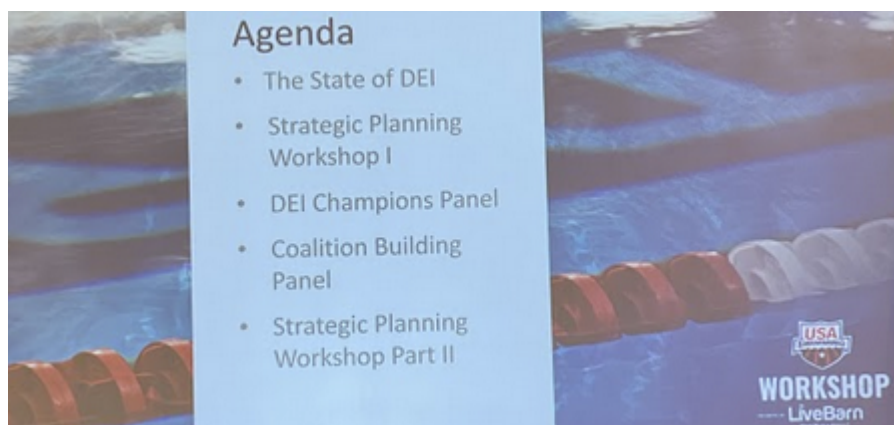 Agenda
• The State of DEI
• Strategic Planning
Workshop I
• DEI Champions Panel
• Coalition Building
Panel
• Strategic Planning
Workshop Part II
USA
WORKSHOP
LiveBarn